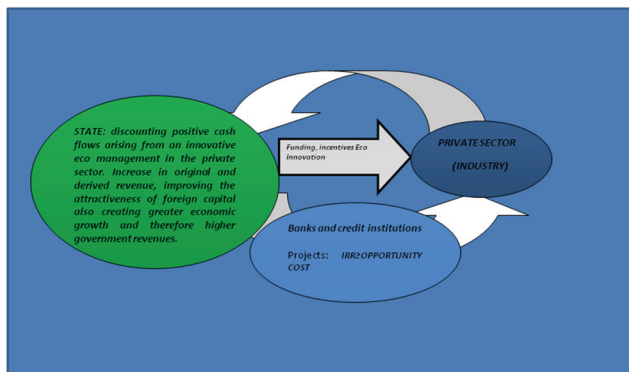 STATE: discounting positive cash
flows arising from an innovative
eco management in the private
sector. Increase in original and
derived revenue, improving the
attractiveness of foreign capital
also creating greater economic
growth and therefore higher
government revenues.
Funding, incentives Eco
Innovation
PRIVATE SECTOR
(INDUSTRY)
Banks and credit institutions
Projects: IRR≥OPPORTUNITY
COST